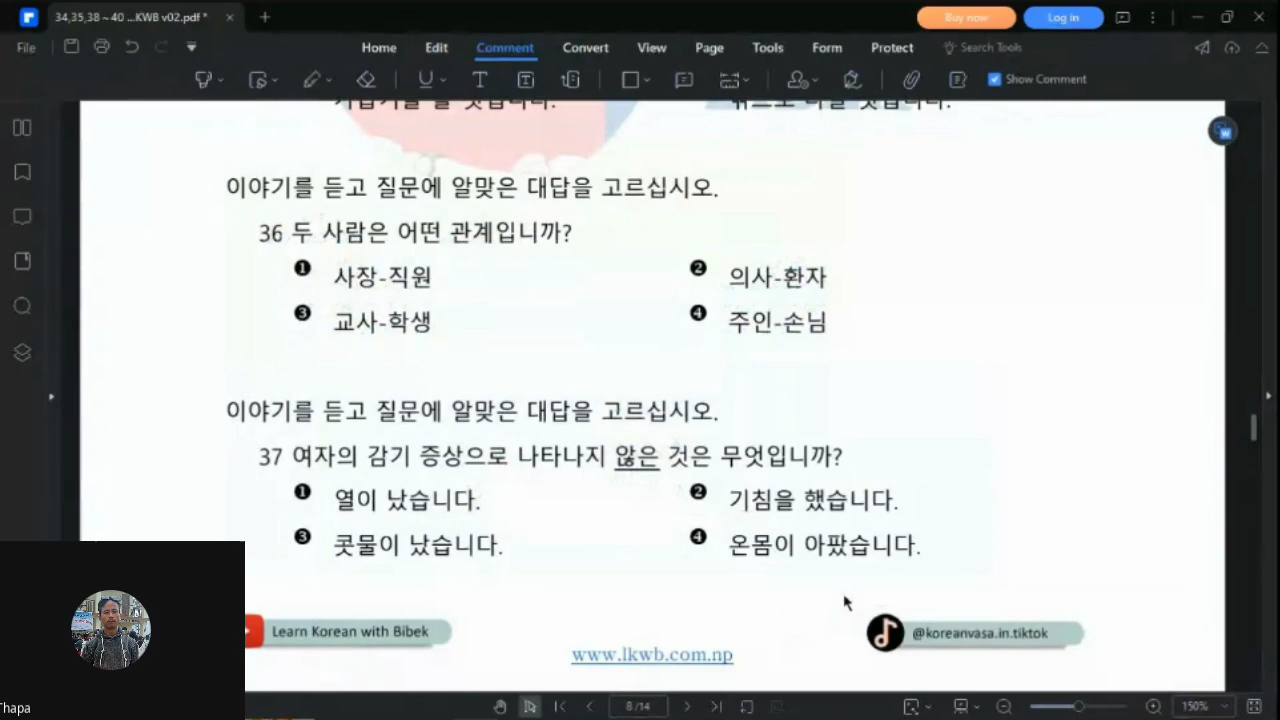 34,35,38 ~ 40 ...KWB v02.pdf *
Buy now
Log in
File
Home Edit Comment Convert View Page Tools Form Protect Search Tools
Show Comment
이야기를 듣고 질문에 알맞은 대답을 고르십시오.
36 두 사람은 어떤 관계입니까?
❶ 사장-직원 ❷ 의사-환자
❸ 교사-학생 ❹ 주인-손님
이야기를 듣고 질문에 알맞은 대답을 고르십시오.
37 여자의 감기 증상으로 나타나지 않은 것은 무엇입니까?
❶ 열이 났습니다. ❷ 기침을 했습니다.
❸ 콧물이 났습니다. ❹ 온몸이 아팠습니다.
Learn Korean with Bibek
@koreanvasa.in.tiktok
www.lkwb.com.np
Thapa
8 /14
150%